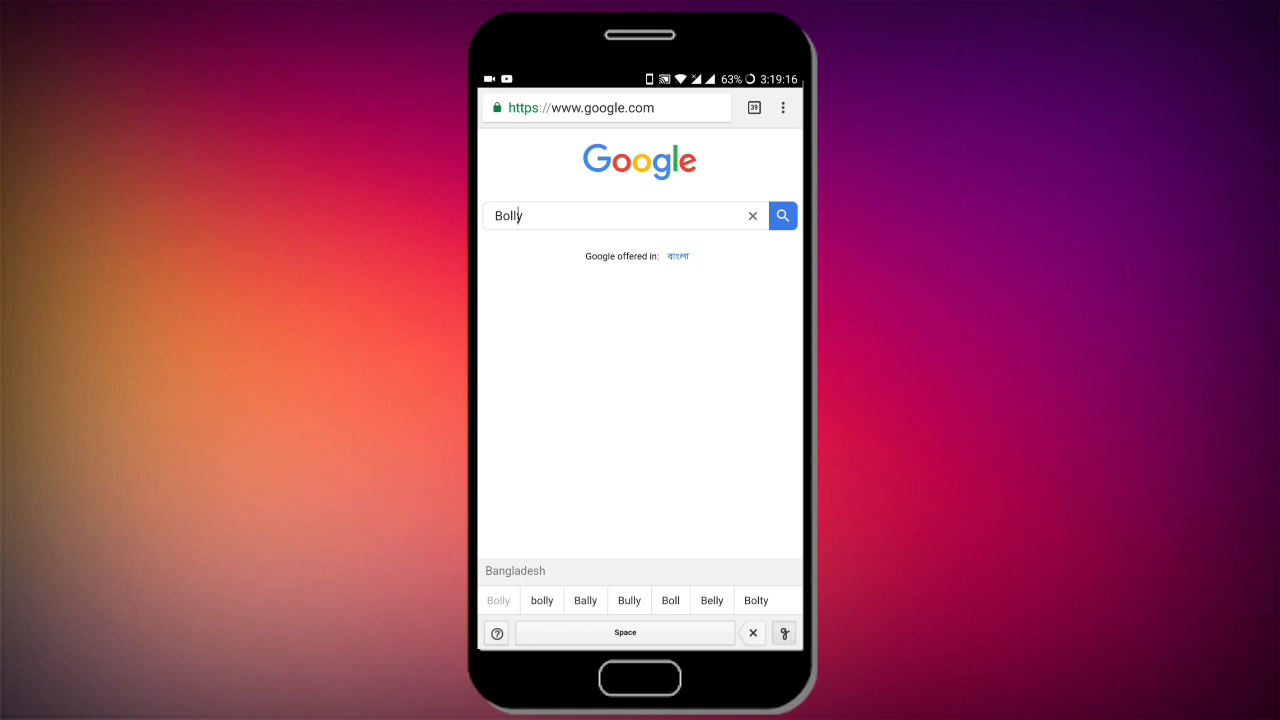 63% 3:19:16
https://www.google.com 39
Google
Bolly
Google offered in: বাংলা
Bangladesh
Bolly bolly Bally Bully Boll Belly Bolty
Space